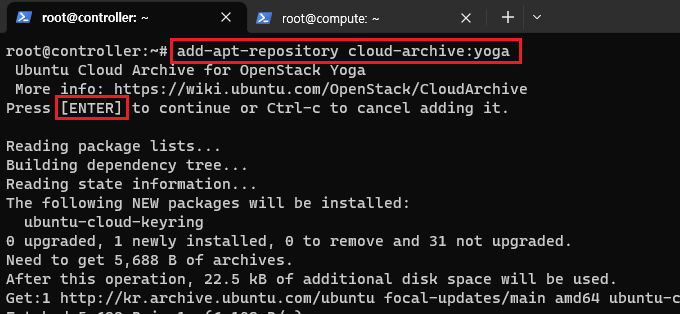 root@controller: ~
root@compute: ~
root@controller:~# add-apt-repository cloud-archive:yoga
 Ubuntu Cloud Archive for OpenStack Yoga
 More info: https://wiki.ubuntu.com/OpenStack/CloudArchive
Press [ENTER] to continue or Ctrl-c to cancel adding it.
Reading package lists...
Building dependency tree...
Reading state information...
The following NEW packages will be installed:
  ubuntu-cloud-keyring
0 upgraded, 1 newly installed, 0 to remove and 31 not upgraded.
Need to get 5,688 B of archives.
After this operation, 22.5 kB of additional disk space will be used.
Get:1 http://kr.archive.ubuntu.com/ubuntu focal-updates/main amd64 ubuntu-c